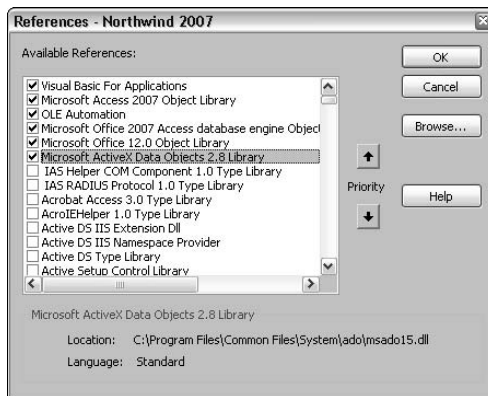 References - Northwind 2007
Available References:
OK
Cancel
Browse...
Visual Basic For Applications
Microsoft Access 2007 Object Library
OLE Automation
Microsoft Office 2007 Access database engine Objec
Microsoft Office 12.0 Object Library
Microsoft ActiveX Data Objects 2.8 Library
IAS Helper COM Component 1.0 Type Library
IAS RADIUS Protocol 1.0 Type Library
Acrobat Access 3.0 Type Library
AcroIEHelper 1.0 Type Library
Active DS IIS Extension Dll
Active DS IIS Namespace Provider
Active DS Type Library
Active Setup Control Library
Priority
Help
Microsoft ActiveX Data Objects 2.8 Library
Location: C:\Program Files\Common Files\System\ado\msado15.dll
Language: Standard